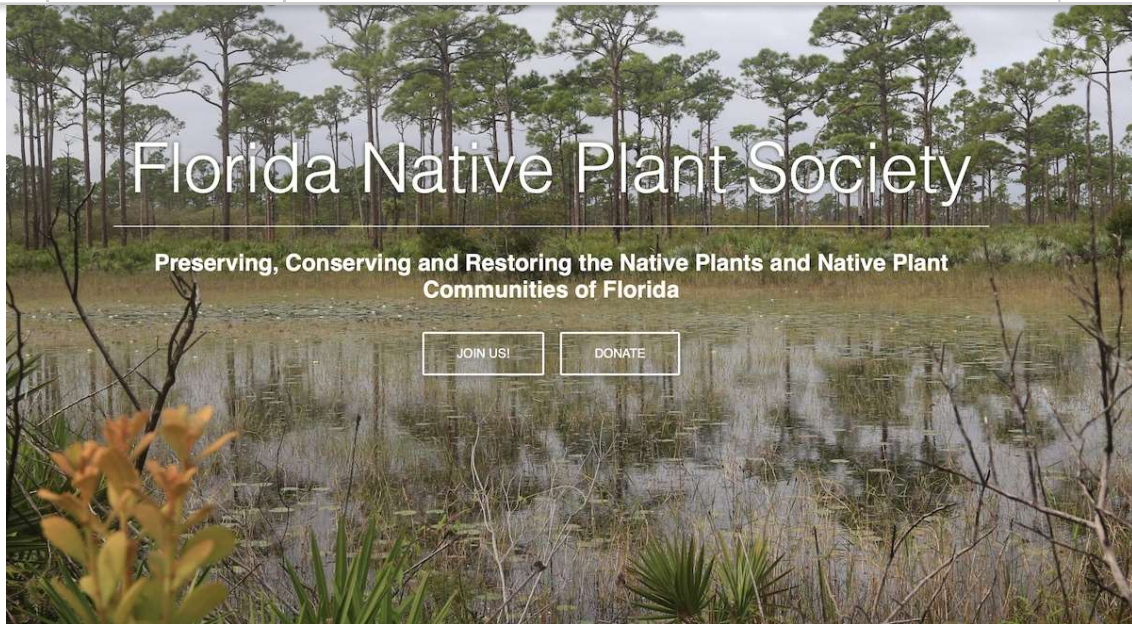 Florida Native Plant Society
Preserving, Conserving and Restoring the Native Plants and Native Plant
Communities of Florida
JOIN US!
DONATE